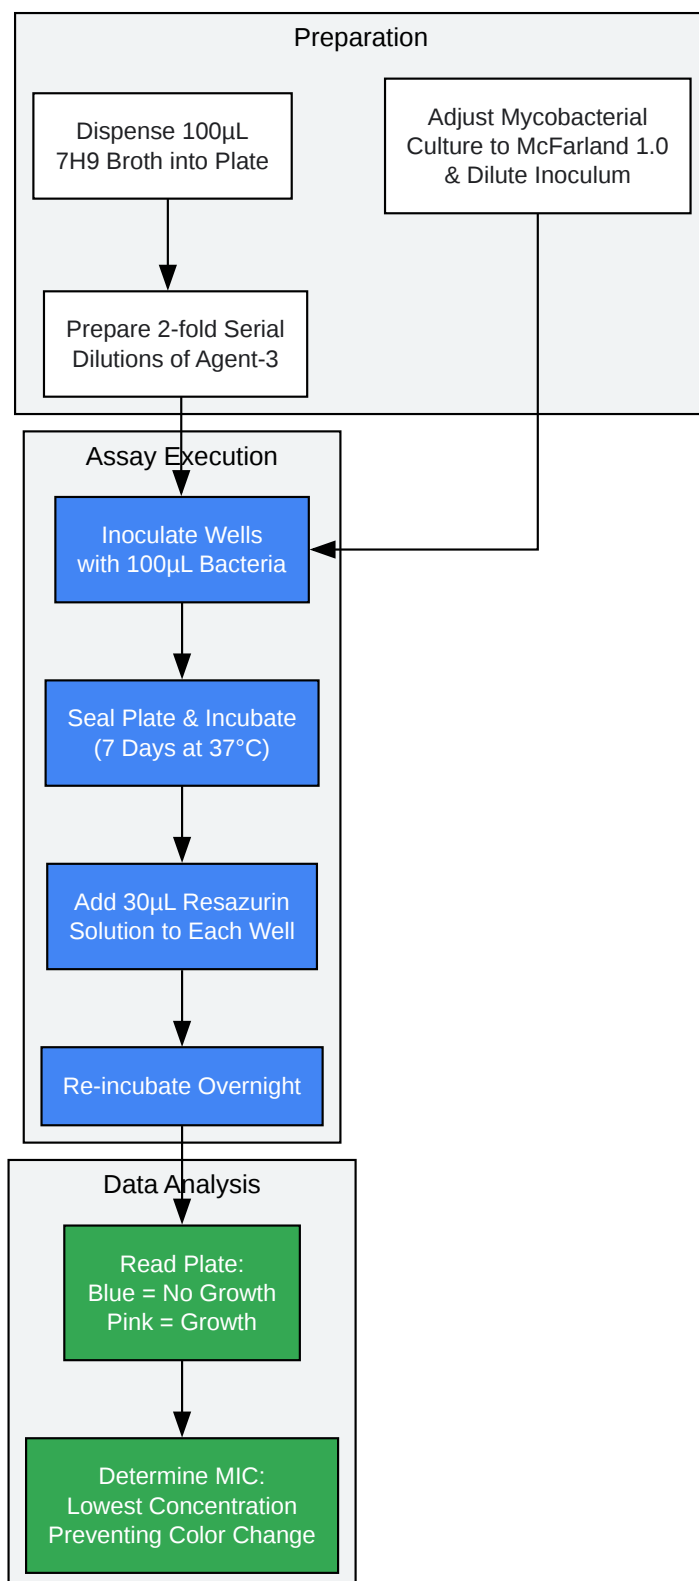 Preparation
Dispense 100µL
7H9 Broth into Plate
Adjust Mycobacterial
Culture to McFarland 1.0
& Dilute Inoculum
Prepare 2-fold Serial
Dilutions of Agent-3
Assay Execution
Inoculate Wells
with 100µL Bacteria
Seal Plate & Incubate
(7 Days at 37°C)
Add 30µL Resazurin
Solution to Each Well
Re-incubate Overnight
Data Analysis
Read Plate:
Blue = No Growth
Pink = Growth
Determine MIC:
Lowest Concentration
Preventing Color Change